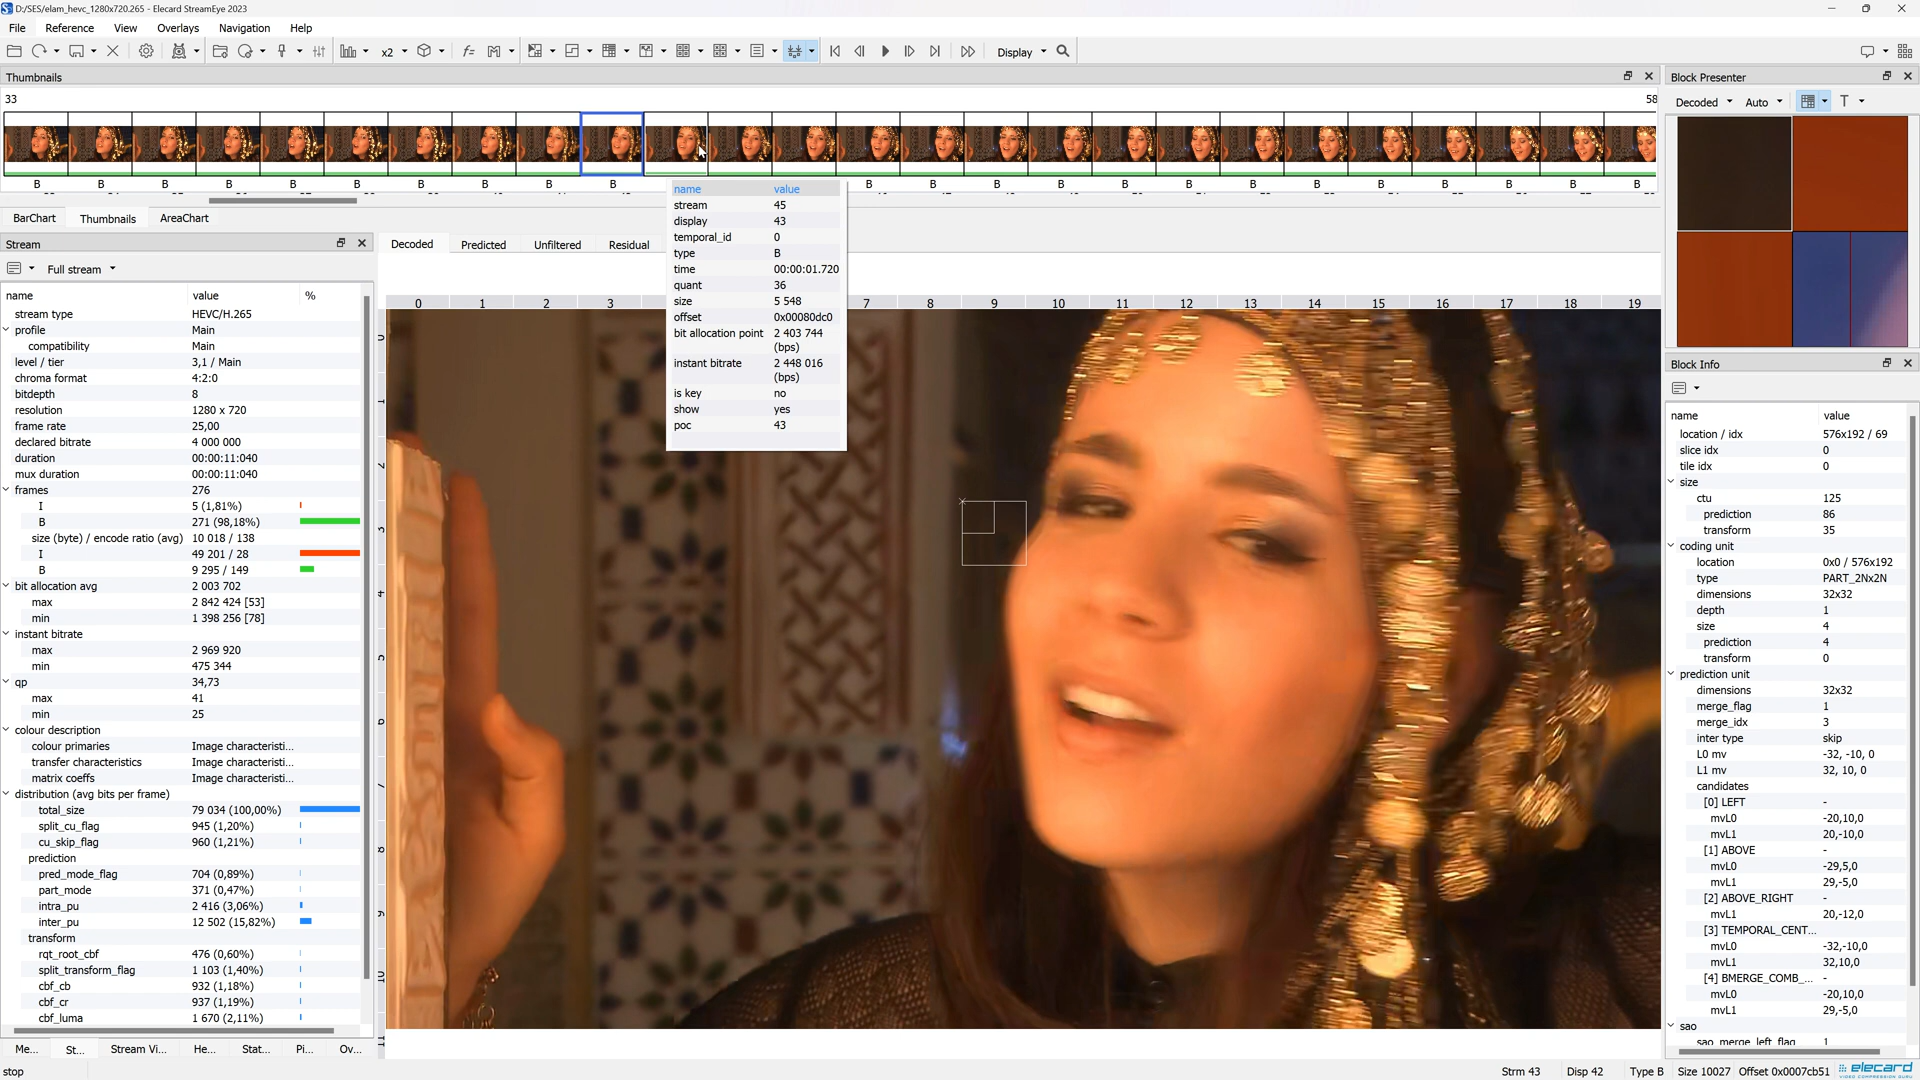 D:/SES/elam_hevc_1280x720.265 - Elecard StreamEye 2023
File Reference View Overlays Navigation Help
x2 Display
Thumbnails
33 58
B B B B B B B B B B B B B B B B B B B B B B B B B
BarChart Thumbnails AreaChart
name value
stream 45
display 43
temporal_id 0
type B
time 00:00:01.720
quant 36
size 5 548
offset 0x00080dc0
bit allocation point 2 403 744 (bps)
instant bitrate 2 448 016 (bps)
is key no
show yes
poc 43
Stream
Full stream
name value %
stream type HEVC/H.265
profile Main
compatibility Main
level / tier 3,1 / Main
chroma format 4:2:0
bitdepth 8
resolution 1280 x 720
frame rate 25,00
declared bitrate 4 000 000
duration 00:00:11:040
mux duration 00:00:11:040
frames 276
I 5 (1,81%)
B 271 (98,18%)
size (byte) / encode ratio (avg) 10 018 / 138
I 49 201 / 28
B 9 295 / 149
bit allocation avg 2 003 702
max 2 842 424 [53]
min 1 398 256 [78]
instant bitrate
max 2 969 920
min 475 344
qp 34,73
max 41
min 25
colour description
colour primaries Image characteristi...
transfer characteristics Image characteristi...
matrix coeffs Image characteristi...
distribution (avg bits per frame)
total_size 79 034 (100,00%)
split_cu_flag 945 (1,20%)
cu_skip_flag 960 (1,21%)
prediction
pred_mode_flag 704 (0,89%)
part_mode 371 (0,47%)
intra_pu 2 416 (3,06%)
inter_pu 12 502 (15,82%)
transform
rqt_root_cbf 476 (0,60%)
split_transform_flag 1 103 (1,40%)
cbf_cb 932 (1,18%)
cbf_cr 937 (1,19%)
cbf_luma 1 670 (2,11%)
Me... St... Stream Vi... He... Stat... Pi... Ov...
Decoded Predicted Unfiltered Residual
0 1 2 3 7 8 9 10 11 12 13 14 15 16 17 18 19
0
1
2
3
4
5
6
7
8
9
10
Block Presenter
Decoded Auto T
Block Info
name value
location / idx 576x192 / 69
slice idx 0
tile idx 0
size
ctu 125
prediction 86
transform 35
coding unit
location 0x0 / 576x192
type PART_2Nx2N
dimensions 32x32
depth 1
size 4
prediction 4
transform 0
prediction unit
dimensions 32x32
merge_flag 1
merge_idx 3
inter type skip
L0 mv -32, -10, 0
L1 mv 32, 10, 0
candidates
[0] LEFT -
mvL0 -20,10,0
mvL1 20,-10,0
[1] ABOVE -
mvL0 -29,5,0
mvL1 29,-5,0
[2] ABOVE_RIGHT -
mvL1 20,-12,0
[3] TEMPORAL_CENT...
mvL0 -32,-10,0
mvL1 32,10,0
[4] BMERGE_COMB_... -
mvL0 -20,10,0
mvL1 29,-5,0
sao
sao_merge_left_flag 1
stop
Strm 43 Disp 42 Type B Size 10027 Offset 0x0007cb51
elecard
VIDEO COMPRESSION GURU